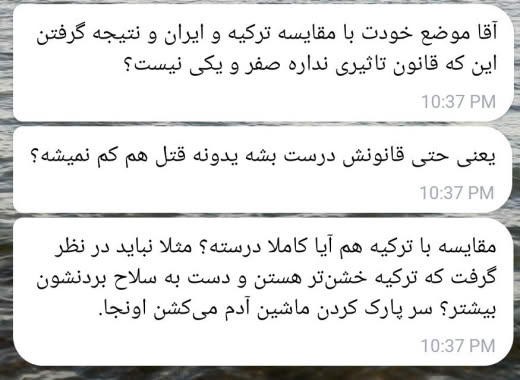 آقا موضع خودت با مقایسه ترکیه و ایران و نتیجه گرفتن
این که قانون تاثیری نداره صفر و یکی نیست؟
10:37 PM
یعنی حتی قانونش درست بشه یدونه قتل هم کم نمیشه؟
10:37 PM
مقایسه با ترکیه هم آیا کاملا درسته؟ مثلا نباید در نظر
گرفت که ترکیه خشن‌تر هستن و دست به سلاح بردنشون
بیشتر؟ سر پارک کردن ماشین آدم می‌کشن اونجا.
10:37 PM